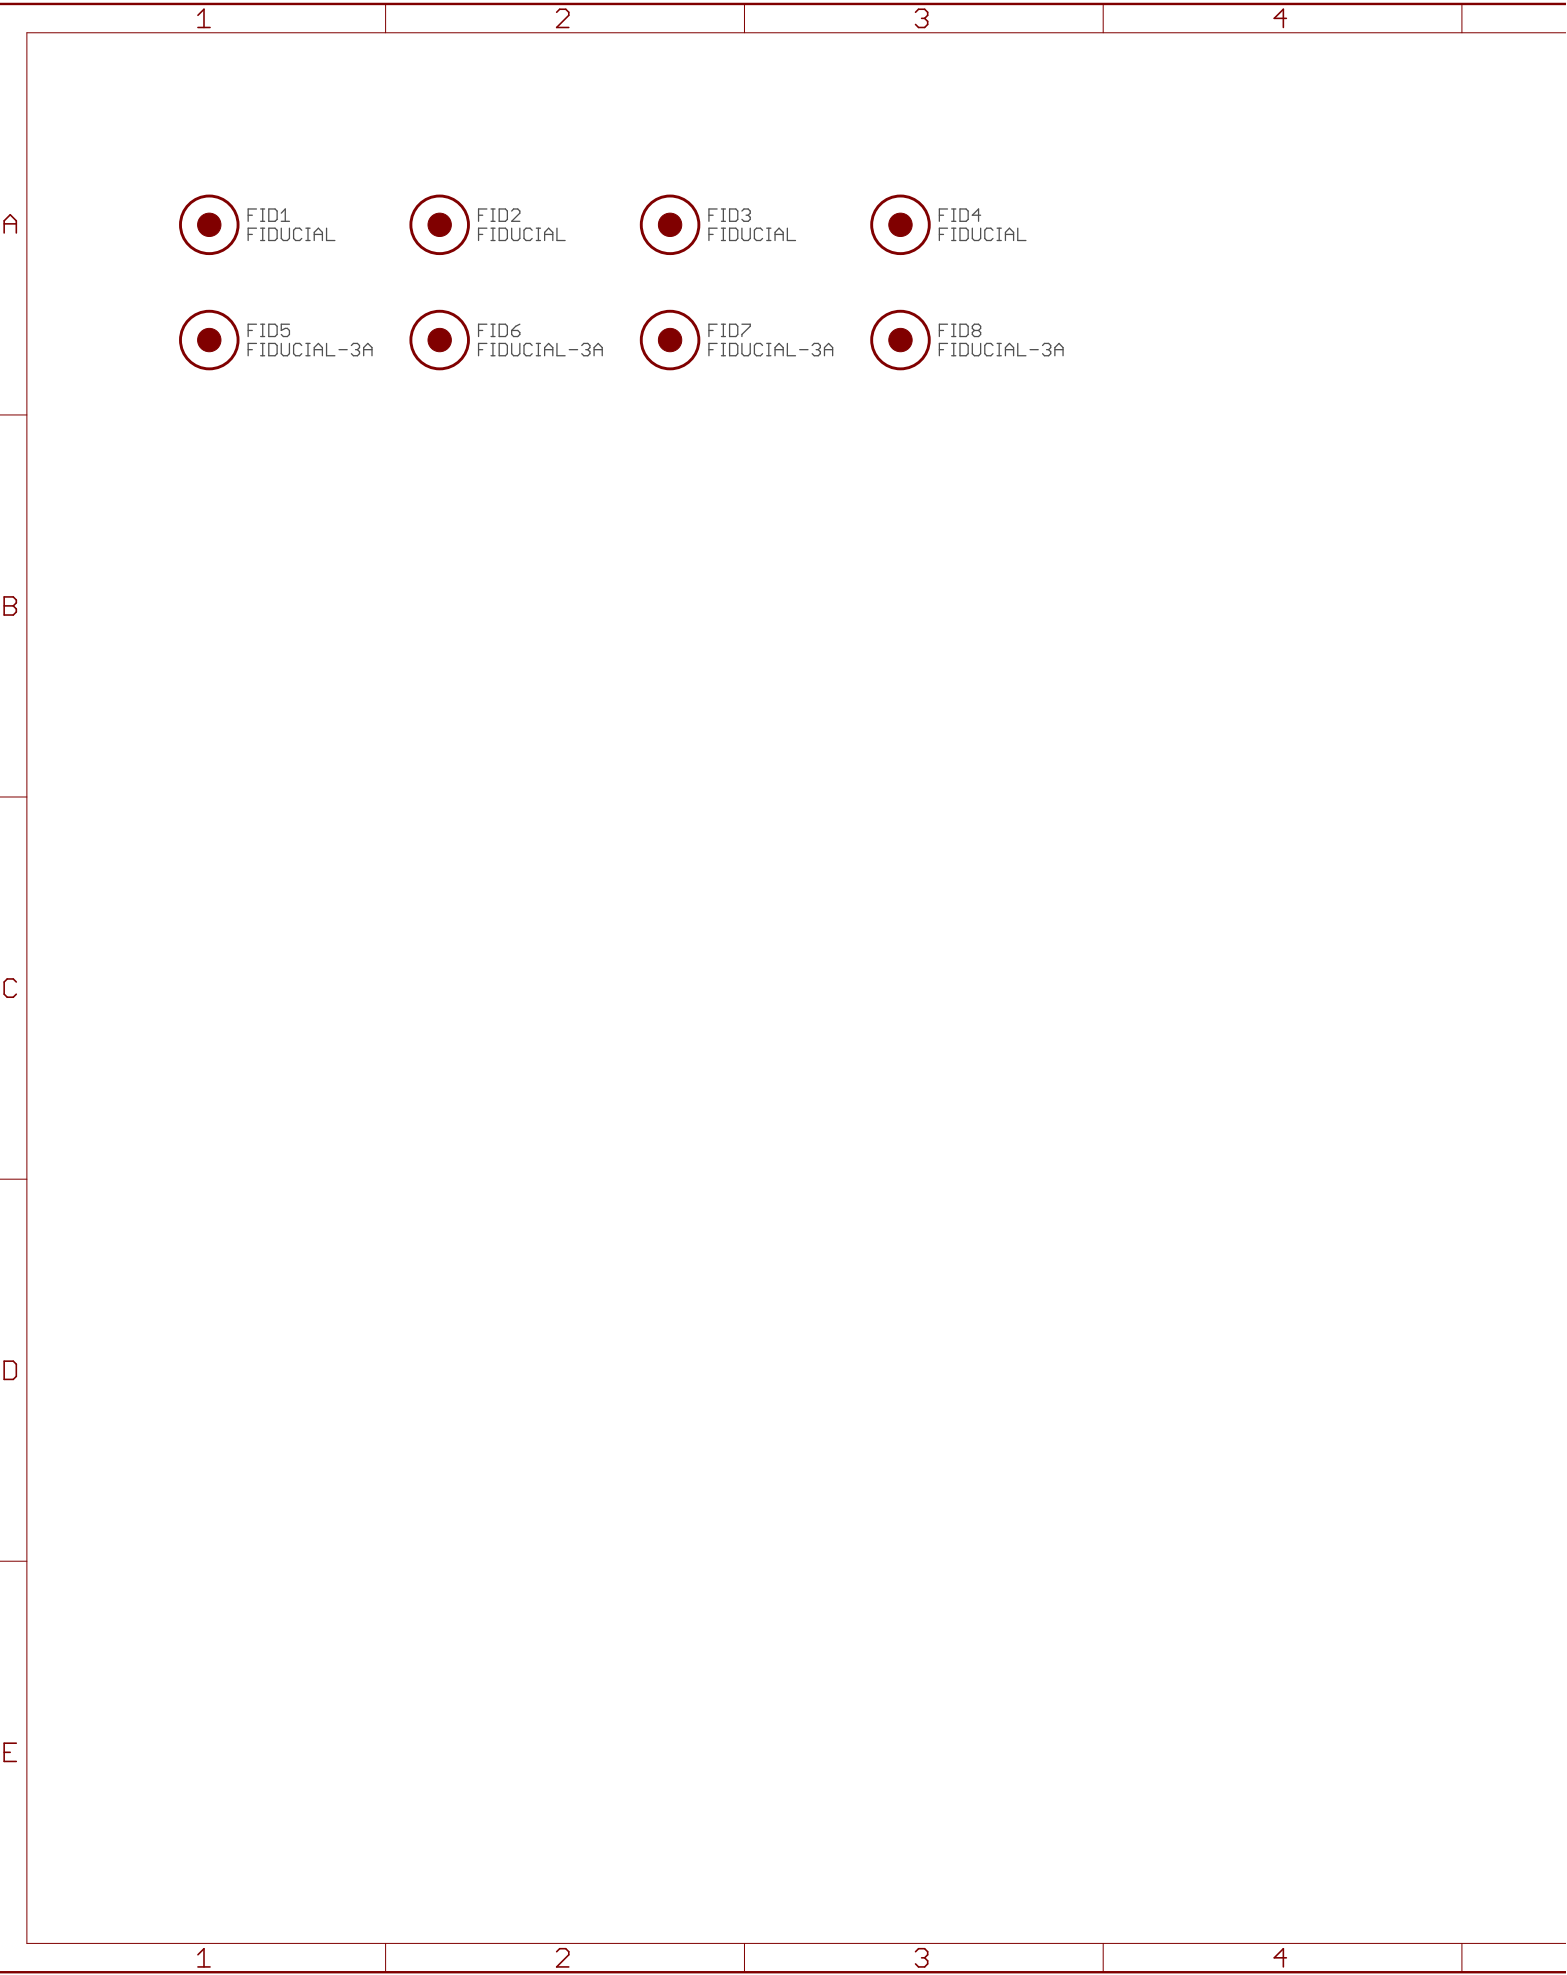 1 2 3 4
A
FID1 FID2 FID3 FID4
FIDUCIAL FIDUCIAL FIDUCIAL FIDUCIAL
FID5 FID6 FID7 FID8
FIDUCIAL-3A FIDUCIAL-3A FIDUCIAL-3A FIDUCIAL-3A
B
C
D
E
1 2 3 4